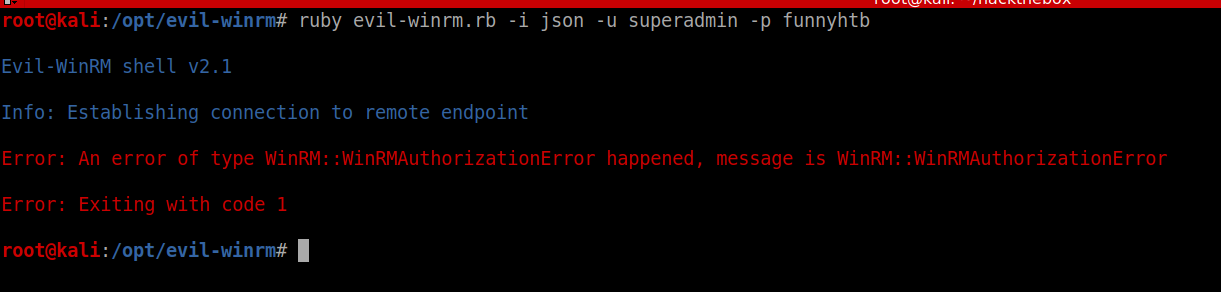 root@kali: ~/hackthebox
root@kali:/opt/evil-winrm# ruby evil-winrm.rb -i json -u superadmin -p funnyhtb
Evil-WinRM shell v2.1
Info: Establishing connection to remote endpoint
Error: An error of type WinRM::WinRMAuthorizationError happened, message is WinRM::WinRMAuthorizationError
Error: Exiting with code 1
root@kali:/opt/evil-winrm#